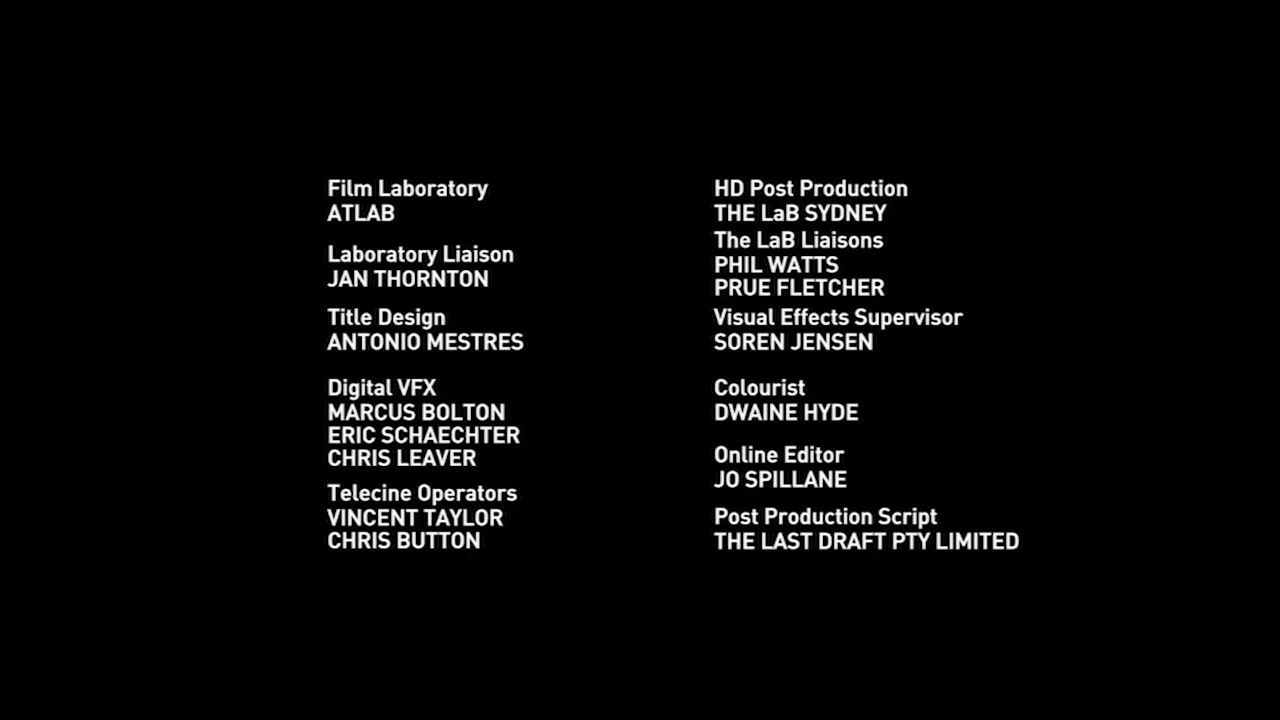 Film Laboratory
ATLAB
Laboratory Liaison
JAN THORNTON
Title Design
ANTONIO MESTRES
Digital VFX
MARCUS BOLTON
ERIC SCHAECHTER
CHRIS LEAVER
Telecine Operators
VINCENT TAYLOR
CHRIS BUTTON
HD Post Production
THE LaB SYDNEY
The LaB Liaisons
PHIL WATTS
PRUE FLETCHER
Visual Effects Supervisor
SOREN JENSEN
Colourist
DWAINE HYDE
Online Editor
JO SPILLANE
Post Production Script
THE LAST DRAFT PTY LIMITED